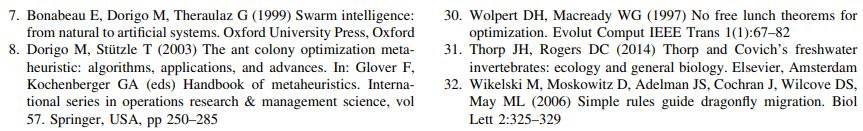 7. Bonabeau E, Dorigo M, Theraulaz G (1999) Swarm intelligence:
from natural to artificial systems. Oxford University Press, Oxford
8. Dorigo M, Stützle T (2003) The ant colony optimization meta-
heuristic: algorithms, applications, and advances. In: Glover F,
Kochenberger GA (eds) Handbook of metaheuristics. Interna-
tional series in operations research & management science, vol
57. Springer, USA, pp 250–285
30. Wolpert DH, Macready WG (1997) No free lunch theorems for
optimization. Evolut Comput IEEE Trans 1(1):67–82
31. Thorp JH, Rogers DC (2014) Thorp and Covich's freshwater
invertebrates: ecology and general biology. Elsevier, Amsterdam
32. Wikelski M, Moskowitz D, Adelman JS, Cochran J, Wilcove DS,
May ML (2006) Simple rules guide dragonfly migration. Biol
Lett 2:325–329